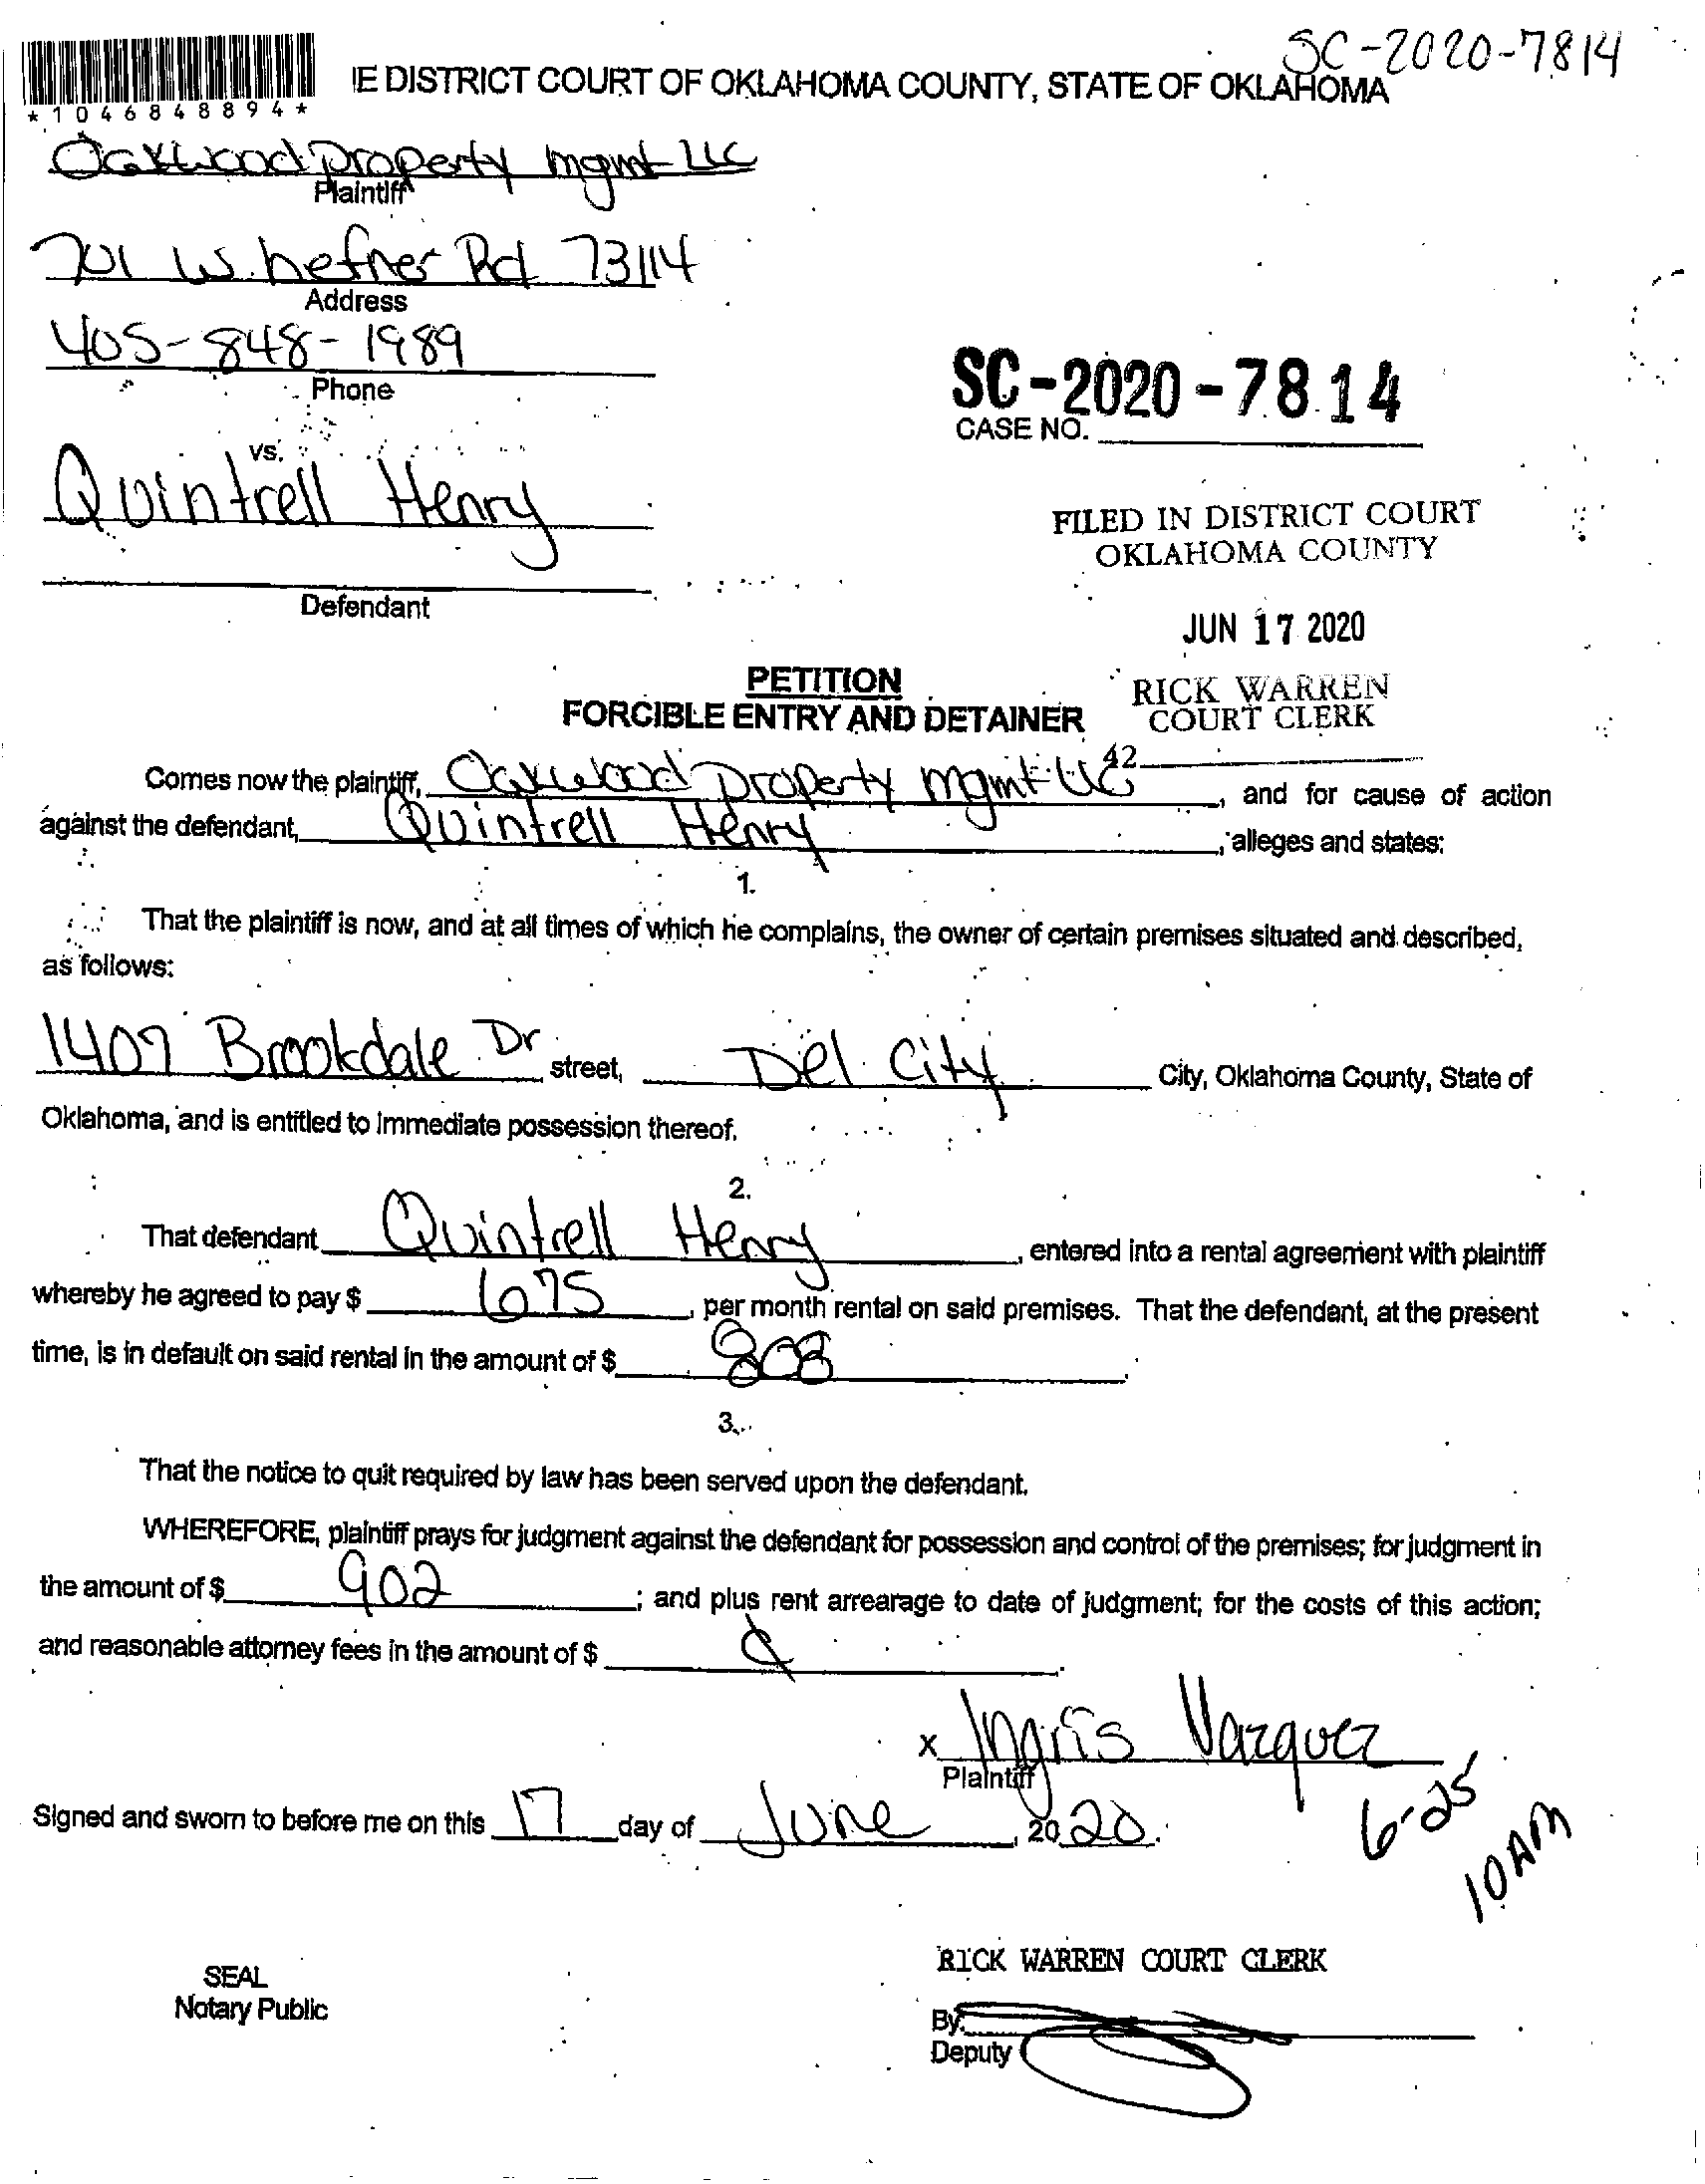 SC-2020-7814
IE DISTRICT COURT OF OKLAHOMA COUNTY, STATE OF OKLAHOMA
*1046848894*
Oakwood Property mgmt LLC
Plaintiff
701 W. hefner Rd 73114
Address
405-848-1989
Phone
SC-2020-7814
CASE NO.
vs.
Quintrell Henry
FILED IN DISTRICT COURT
OKLAHOMA COUNTY
Defendant
JUN 17 2020
PETITION
FORCIBLE ENTRY AND DETAINER
RICK WARREN
COURT CLERK
42
Comes now the plaintiff, Oakwood Property mgmt LLC, and for cause of action
against the defendant, Quintrell Henry, alleges and states:
1.
That the plaintiff is now, and at all times of which he complains, the owner of certain premises situated and described,
as follows:
1407 Brookdale Dr street, Del City City, Oklahoma County, State of
Oklahoma, and is entitled to immediate possession thereof.
2.
That defendant Quintrell Henry, entered into a rental agreement with plaintiff
whereby he agreed to pay $ 675, per month rental on said premises. That the defendant, at the present
time, is in default on said rental in the amount of $ 808.
3.
That the notice to quit required by law has been served upon the defendant.
WHEREFORE, plaintiff prays for judgment against the defendant for possession and control of the premises; for judgment in
the amount of $ 902; and plus rent arrearage to date of judgment; for the costs of this action;
and reasonable attorney fees in the amount of $
x Ingris Vazquez
Plaintiff
Signed and sworn to before me on this 17 day of June, 2020.
6-25
10AM
RICK WARREN COURT CLERK
SEAL
Notary Public
By:
Deputy